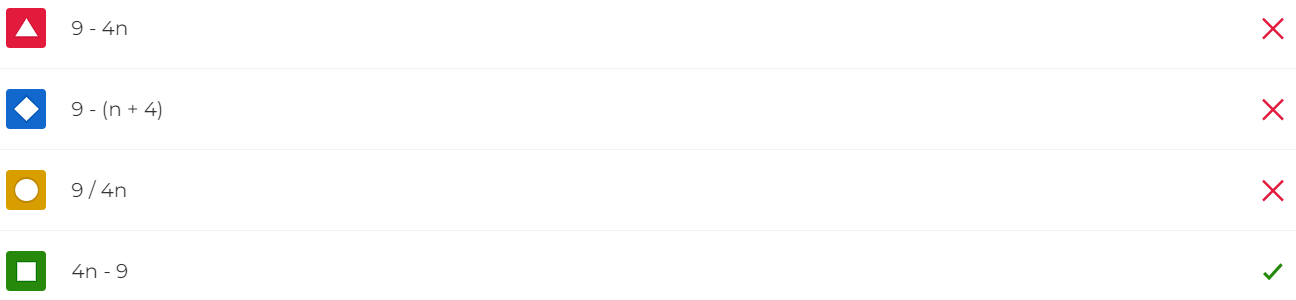 9 - 4n
9 - (n + 4)
9 / 4n
4n - 9